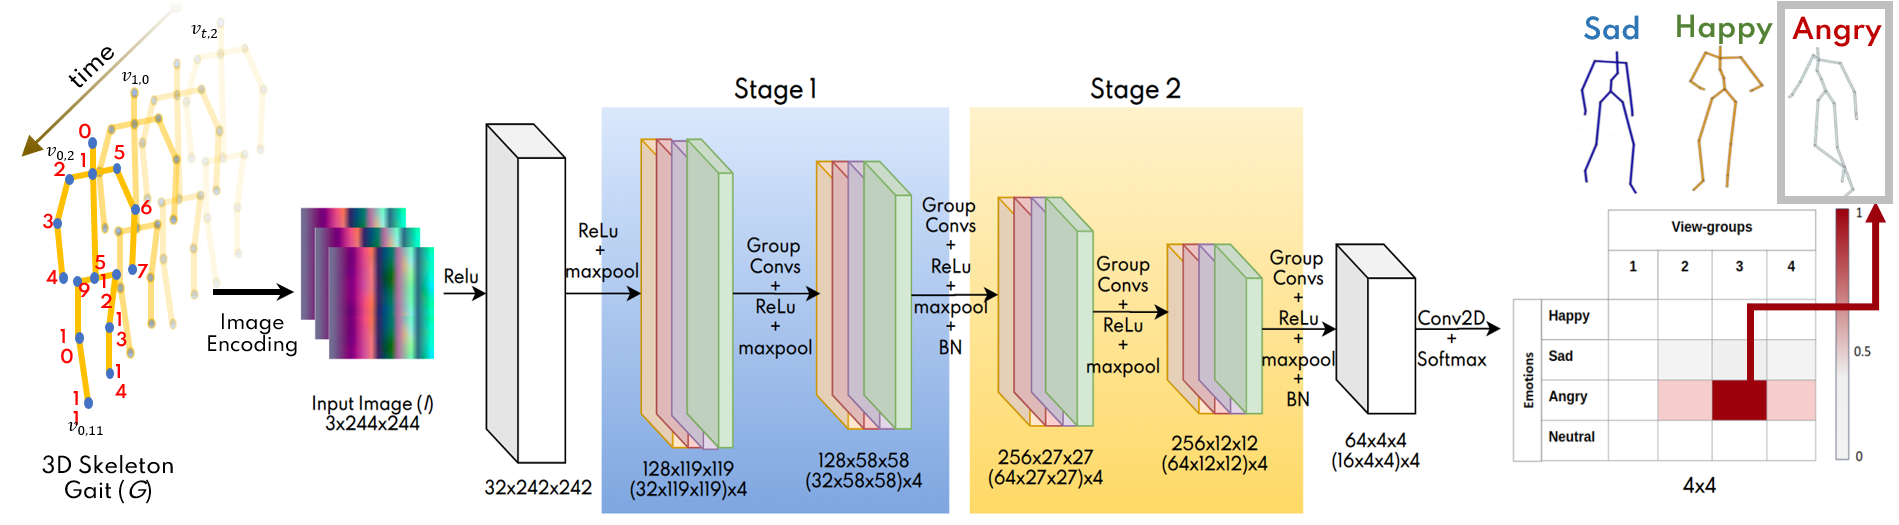 time
v_{t,2}
v_{1,0}
v_{0,2}
0
1
2
5
3
6
4
5
1
2
9
7
1
0
1
3
1
4
1
1
v_{0,11}
3D Skeleton
Gait (G)
Image
Encoding
Input Image (I)
3x244x244
Relu
32x242x242
ReLu
+
maxpool
Stage 1
128x119x119
(32x119x119)x4
Group
Convs
+
ReLu
+
maxpool
128x58x58
(32x58x58)x4
Group
Convs
+
ReLu
+
maxpool
+
BN
Stage 2
256x27x27
(64x27x27)x4
Group
Convs
+
ReLu
+
maxpool
256x12x12
(64x12x12)x4
Group
Convs
+
ReLu
+
maxpool
+
BN
64x4x4
(16x4x4)x4
Conv2D
+
Softmax
Sad
Happy
Angry
View-groups
1 2 3 4
Emotions
Happy
Sad
Angry
Neutral
1
0.5
0
4x4